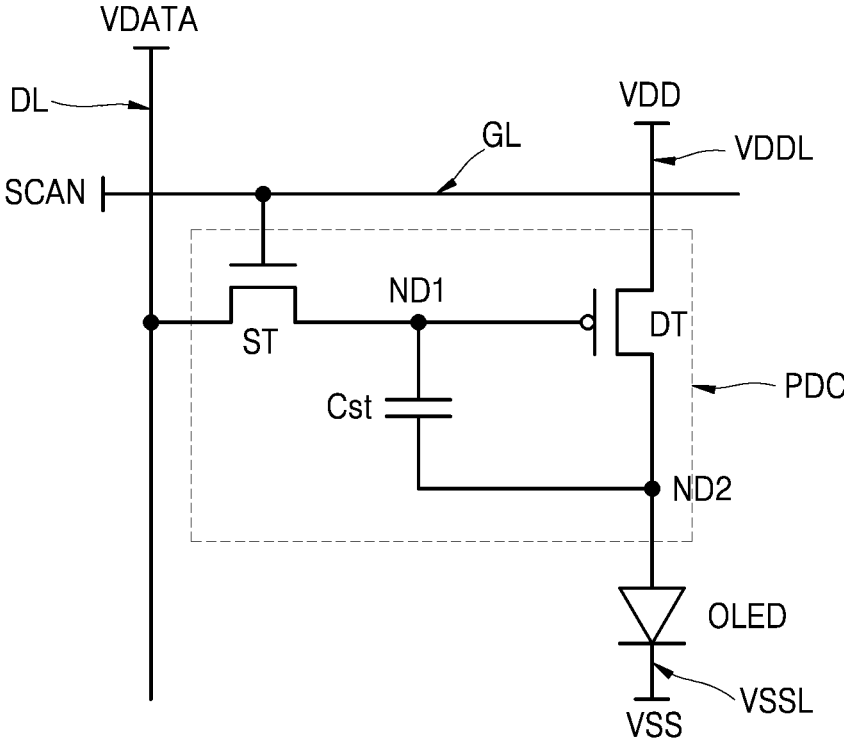 VDATA
DL
VDD
GL
VDDL
SCAN
ND1
ST
DT
Cst
PDC
ND2
OLED
VSSL
VSS